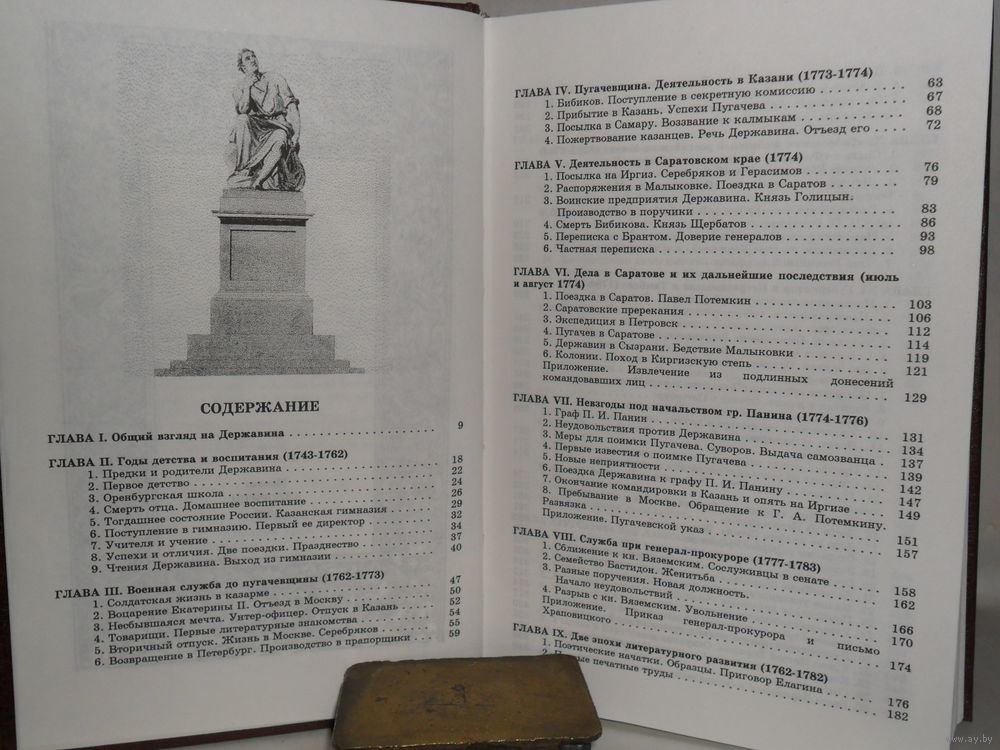 СОДЕРЖАНИЕ
ГЛАВА I. Общий взгляд на Державина . . . . . . . . . . 9
ГЛАВА II. Годы детства и воспитания (1743-1762)
1. Предки и родители Державина . . . . . . . . . . 18
2. Первое детство . . . . . . . . . . 22
3. Оренбургская школа . . . . . . . . . . 24
4. Смерть отца. Домашнее воспитание . . . . . . . . . . 26
5. Тогдашнее состояние России. Казанская гимназия . . . . 29
6. Поступление в гимназию. Первый ее директор . . . . . . 32
7. Учителя и учение . . . . . . . . . . 34
8. Успехи и отличия. Две поездки. Празднество . . . . . . 37
9. Чтения Державина. Выход из гимназии . . . . . . . . 40
ГЛАВА III. Военная служба до пугачевщины (1762-1773)
1. Солдатская жизнь в казарме . . . . . . . . . . 47
2. Воцарение Екатерины II. Отъезд в Москву . . . . . . 50
3. Несбывшаяся мечта. Унтер-офицер. Отпуск в Казань . . . . 52
4. Товарищи. Первые литературные знакомства . . . . . . 54
5. Вторичный отпуск. Жизнь в Москве. Серебряков . . . . 55
6. Возвращение в Петербург. Производство в прапорщики . . . . 59
ГЛАВА IV. Пугачевщина. Деятельность в Казани (1773-1774)
1. Бибиков. Поступление в секретную комиссию . . . . . . 63
2. Прибытие в Казань. Успехи Пугачева . . . . . . . . 67
3. Посылка в Самару. Воззвание к калмыкам . . . . . . . . 68
4. Пожертвование казанцев. Речь Державина. Отъезд его . . . . 72
ГЛАВА V. Деятельность в Саратовском крае (1774)
1. Посылка на Иргиз. Серебряков и Герасимов . . . . . . 76
2. Распоряжения в Малыковке. Поездка в Саратов . . . . . . 79
3. Воинские предприятия Державина. Князь Голицын.
Производство в поручики . . . . . . . . . . 83
4. Смерть Бибикова. Князь Щербатов . . . . . . . . . . 86
5. Переписка с Брантом. Доверие генералов . . . . . . . . 93
6. Частная переписка . . . . . . . . . . 98
ГЛАВА VI. Дела в Саратове и их дальнейшие последствия (июль
и август 1774)
1. Поездка в Саратов. Павел Потемкин . . . . . . . . . . 103
2. Саратовские пререкания . . . . . . . . . . 106
3. Экспедиция в Петровск . . . . . . . . . . 112
4. Пугачев в Саратове . . . . . . . . . . 114
5. Державин в Сызрани. Бедствие Малыковки . . . . . . . . 119
6. Колонии. Поход в Киргизскую степь . . . . . . . . . . 121
Приложение. Извлечение из подлинных донесений
командовавших лиц . . . . . . . . . . 129
ГЛАВА VII. Невзгоды под начальством гр. Панина (1774-1776)
1. Граф П. И. Панин . . . . . . . . . . 131
2. Неудовольствия против Державина . . . . . . . . . . 134
3. Меры для поимки Пугачева. Суворов. Выдача самозванца . 137
4. Первые известия о поимке Пугачева . . . . . . . . . . 139
5. Новые неприятности . . . . . . . . . . 142
6. Поездка Державина к графу П. И. Панину . . . . . . . . 147
7. Окончание командировки в Казань и опять на Иргизе . . . . 149
8. Пребывание в Москве. Обращение к Г. А. Потемкину.
Развязка . . . . . . . . . . 151
Приложение. Пугачевский указ . . . . . . . . . . 157
ГЛАВА VIII. Служба при генерал-прокуроре (1777-1783)
1. Сближение к кн. Вяземским. Сослуживцы в сенате . . . . 158
2. Семейство Бастидон. Женитьба . . . . . . . . . . 162
3. Разные поручения. Новая должность.
Начало неудовольствий . . . . . . . . . . 166
4. Разрыв с кн. Вяземским. Увольнение . . . . . . . . 170
Приложение. Приказ генерал-прокурора и письмо
Храповицкого . . . . . . . . . . 174
ГЛАВА IX. Две эпохи литературного развития (1762-1782)
1. Поэтические начатки. Образцы. Приговор Елагина . . . . 176
печатные труды . . . . . . . . . . 182
www.ay.by